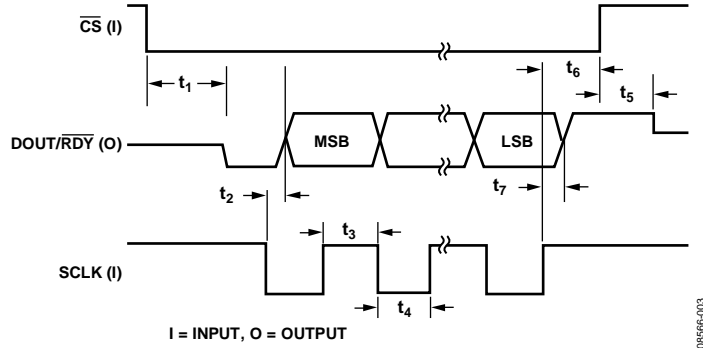 CS (I)
t1
t6
t5
DOUT/RDY (O)
MSB
LSB
t2
t3
t7
SCLK (I)
t4
I = INPUT, O = OUTPUT
08566-003